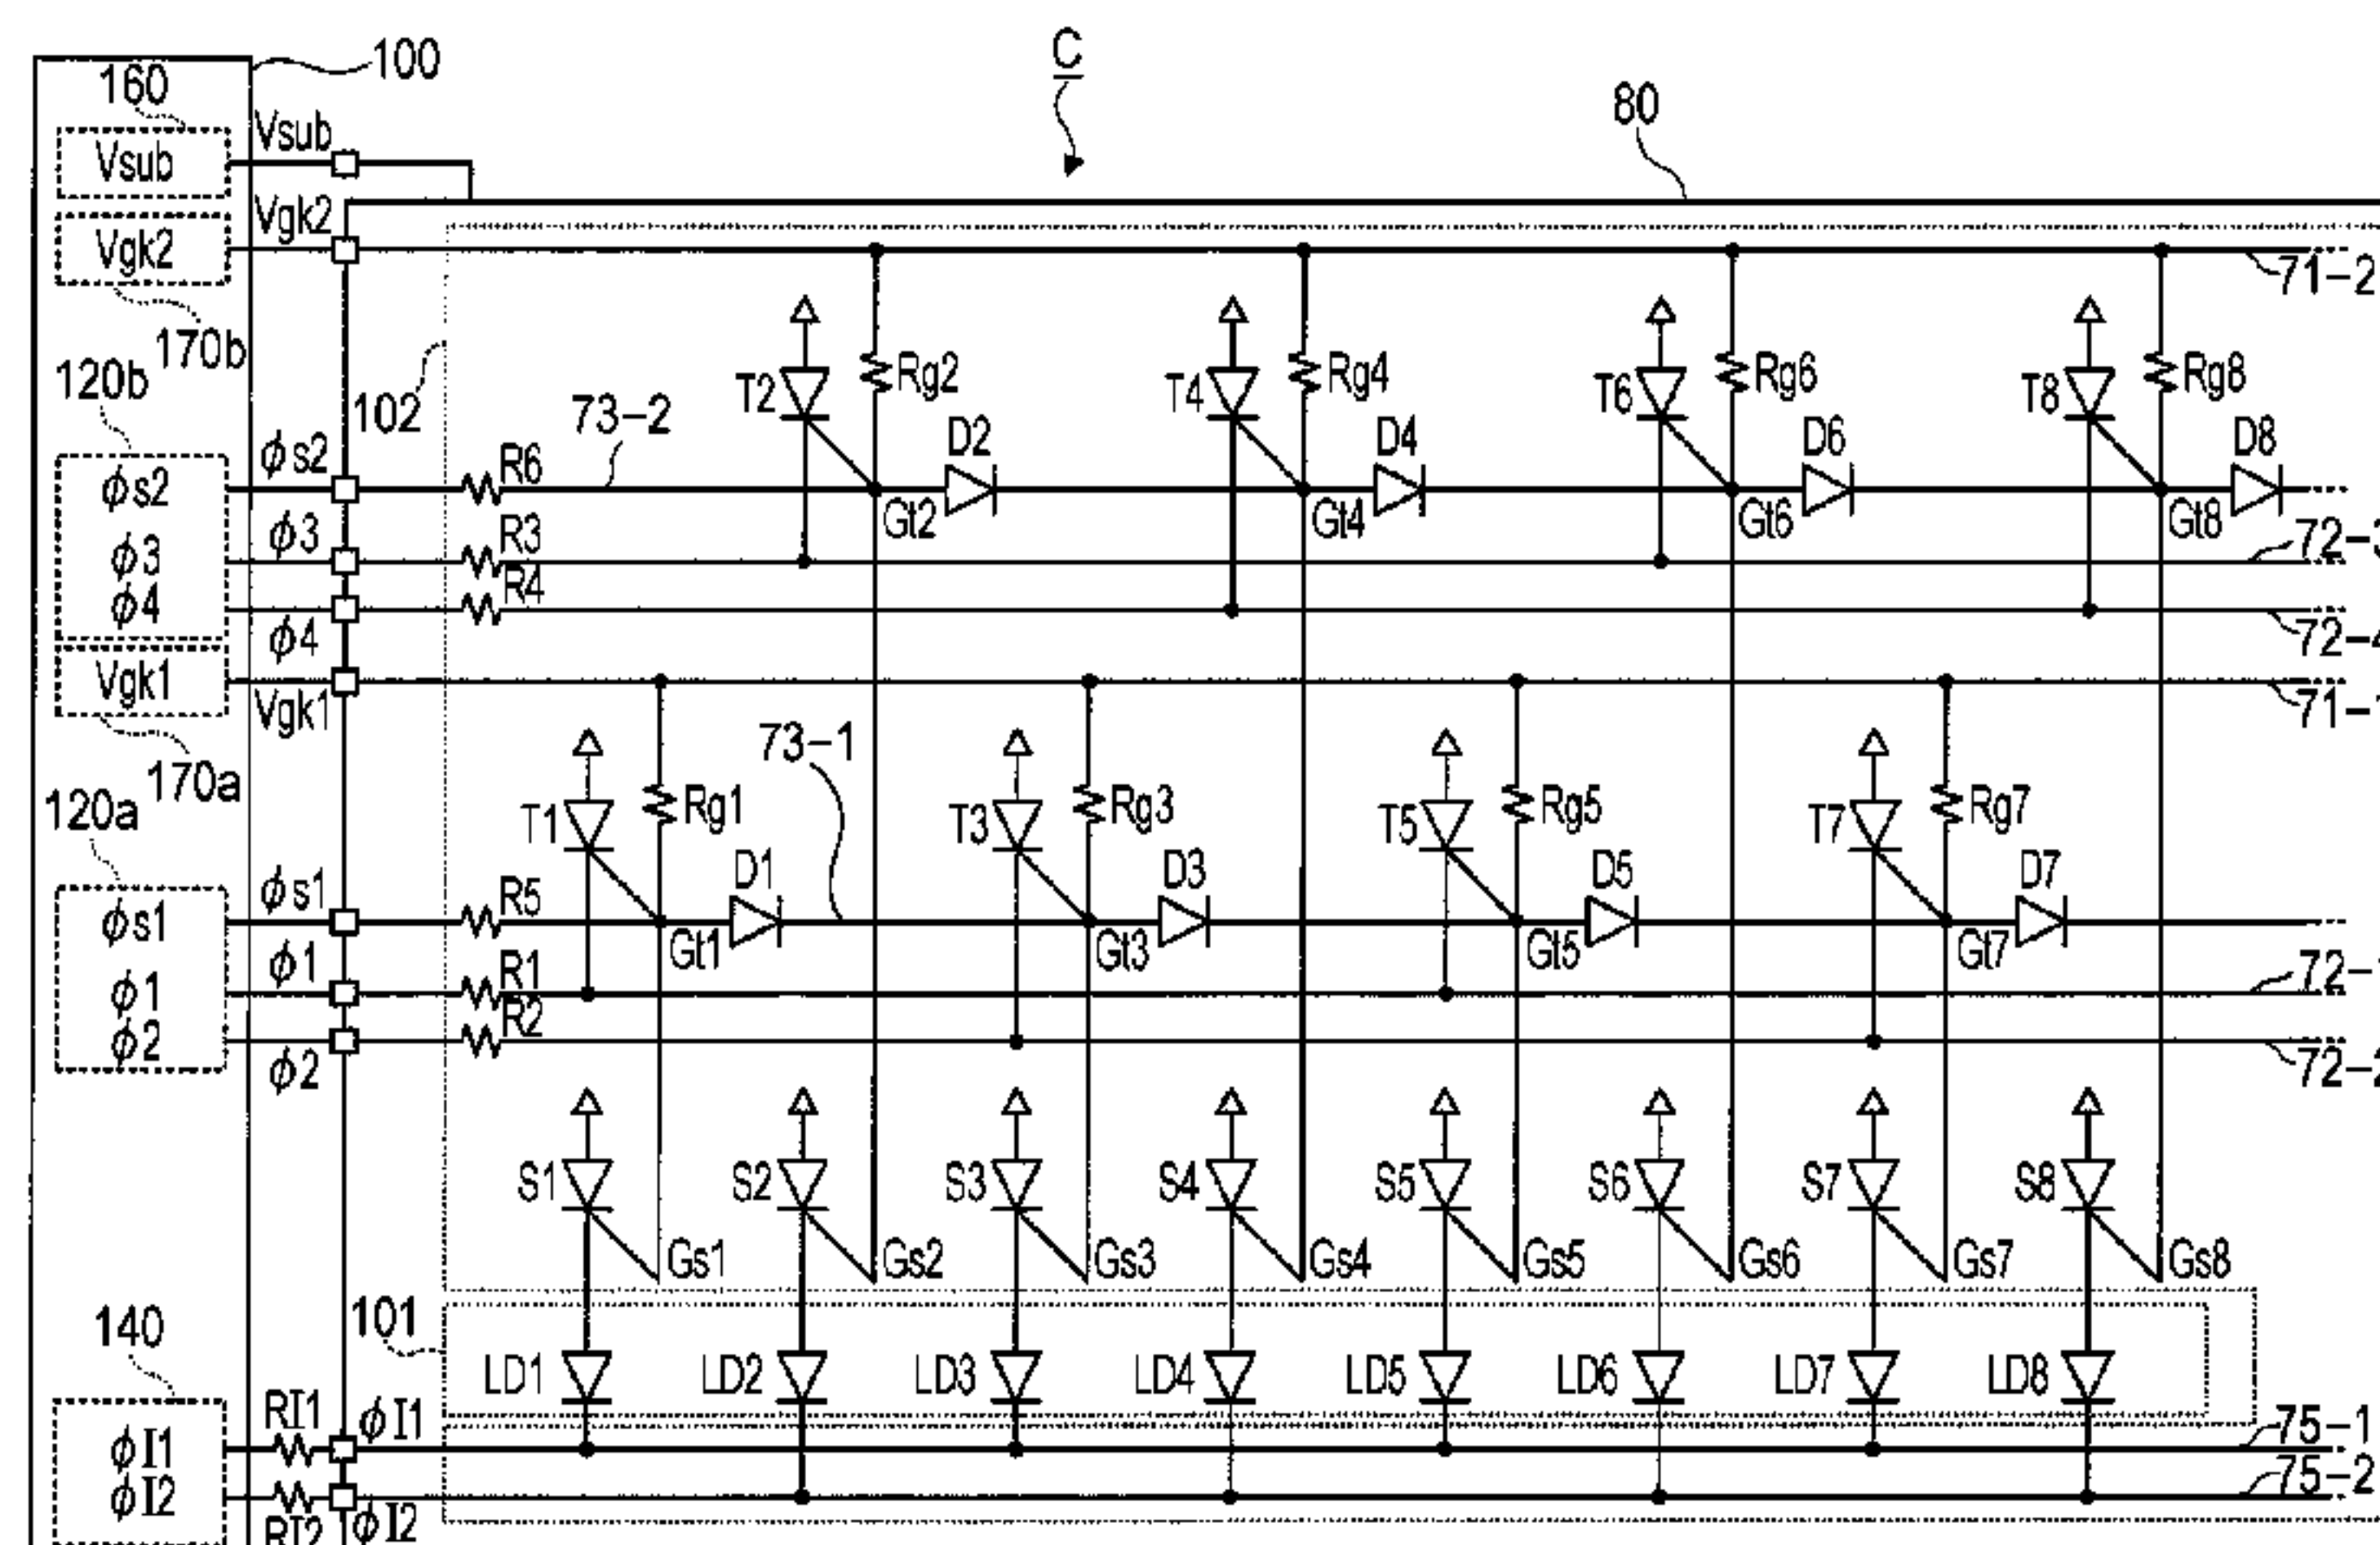 C
100
160
80
Vsub
Vsub
Vgk2
Vgk2
71-2
170b
120b
102
T2
Rg2
T4
Rg4
T6
Rg6
T8
Rg8
73-2
D2
D4
D6
D8
ϕs2
ϕs2
R6
Gt2
Gt4
Gt6
Gt8
ϕ3
ϕ3
R3
72-3
ϕ4
ϕ4
R4
72-4
Vgk1
Vgk1
71-1
170a
120a
73-1
T1
Rg1
T3
Rg3
T5
Rg5
T7
Rg7
D1
D3
D5
D7
ϕs1
ϕs1
R5
Gt1
Gt3
Gt5
Gt7
ϕ1
ϕ1
R1
72-1
ϕ2
ϕ2
R2
72-2
S1
S2
S3
S4
S5
S6
S7
S8
Gs1
Gs2
Gs3
Gs4
Gs5
Gs6
Gs7
Gs8
101
140
LD1
LD2
LD3
LD4
LD5
LD6
LD7
LD8
ϕI1
RI1
ϕI1
75-1
ϕI2
RI2
ϕI2
75-2